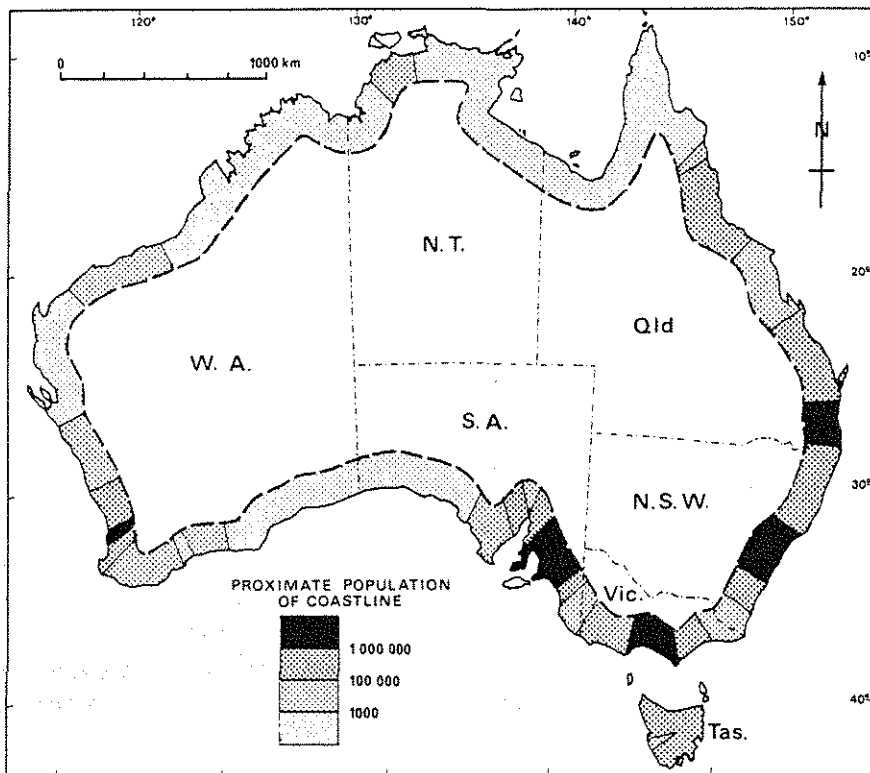 120° 130° 140° 150°
0 1000 km
10°
N
N.T.
20°
Qld
W. A.
S. A.
30°
N.S.W.
PROXIMATE POPULATION
OF COASTLINE
Vic.
1 000 000
100 000
1000
40°
Tas.